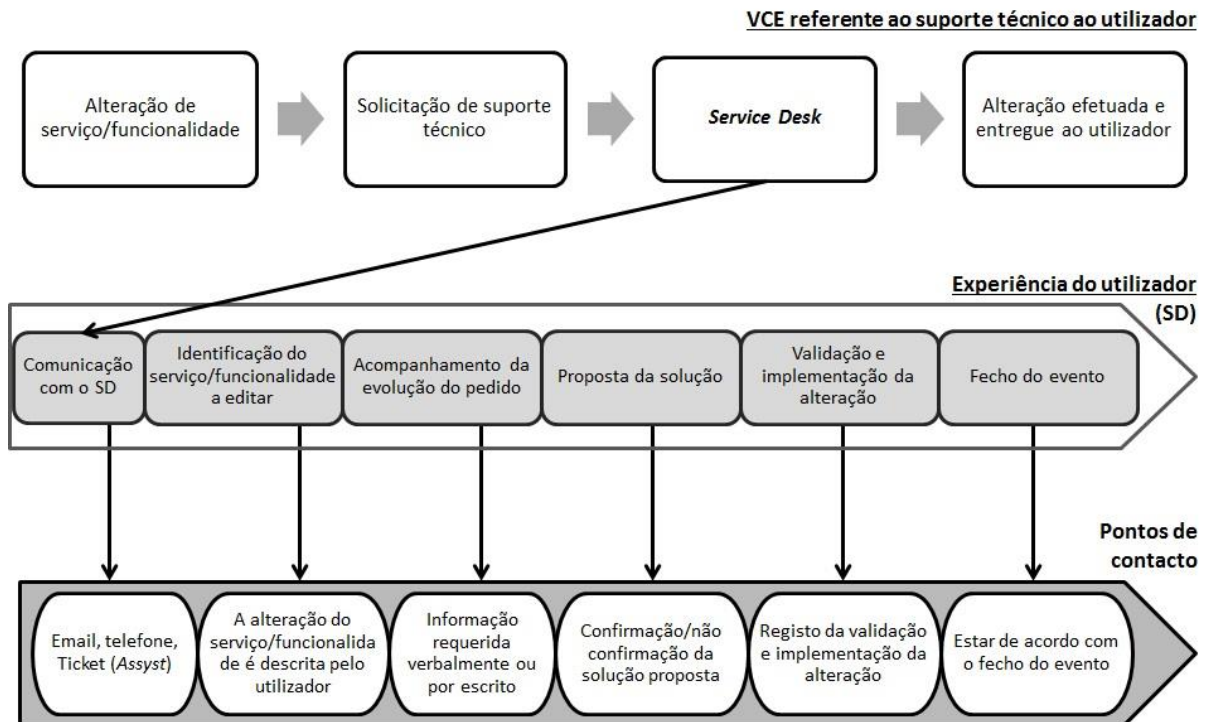 VCE referente ao suporte técnico ao utilizador
Alteração de
serviço/funcionalidade
Solicitação de suporte
técnico
Service Desk
Alteração efetuada e
entregue ao utilizador
Experiência do utilizador
(SD)
Comunicação
com o SD
Identificação do
serviço/funcionalidade
a editar
Acompanhamento da
evolução do pedido
Proposta da solução
Validação e
implementação da
alteração
Fecho do evento
Pontos de
contacto
Email, telefone,
Ticket (Assyst)
A alteração do
serviço/funcionalida
de é descrita pelo
utilizador
Informação
requerida
verbalmente ou
por escrito
Confirmação/não
confirmação da
solução proposta
Registo da validação
e implementação da
alteração
Estar de acordo com
o fecho do evento